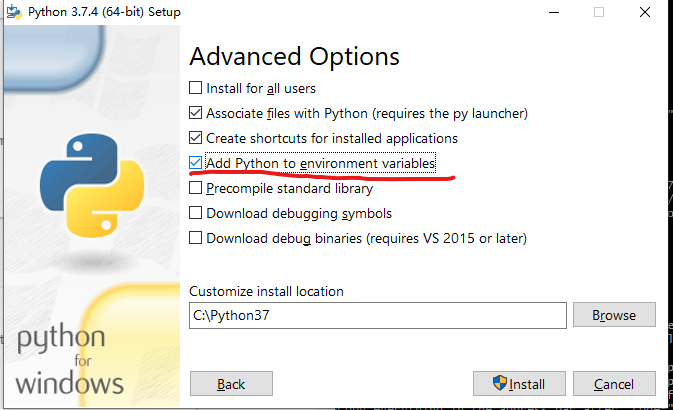 Python 3.7.4 (64-bit) Setup
Advanced Options
Install for all users
Associate files with Python (requires the py launcher)
Create shortcuts for installed applications
Add Python to environment variables
Precompile standard library
Download debugging symbols
Download debug binaries (requires VS 2015 or later)
Customize install location
C:\Python37
Browse
python
for
windows
Back
Install
Cancel